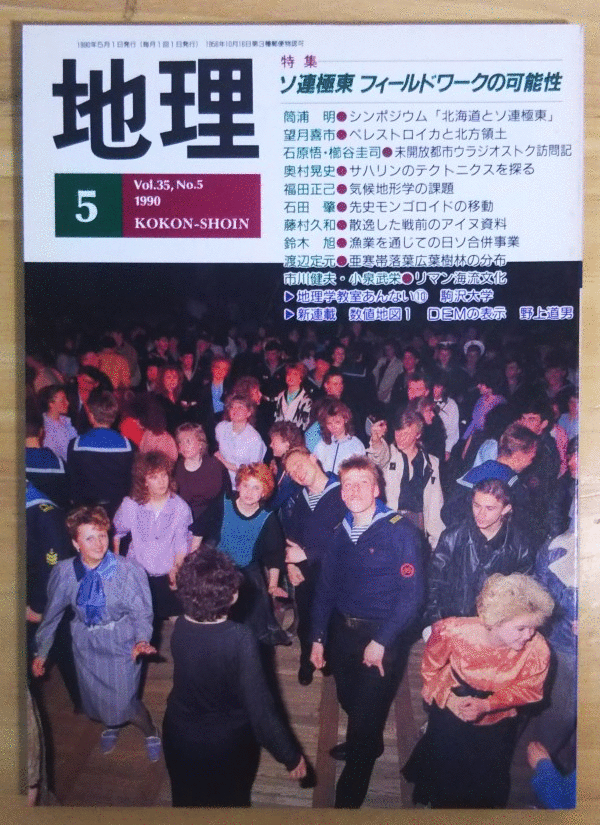 1990年5月1日発行(毎月1回1日発行) 1958年10月16日第3種郵便物認可
地理
5
Vol.35, No.5
1990
KOKON-SHOIN
特集
ソ連極東 フィールドワークの可能性
筒浦 明●シンポジウム「北海道とソ連極東」
望月喜市●ペレストロイカと北方領土
石原悟・櫛谷圭司●未開放都市ウラジオストク訪問記
奥村晃史●サハリンのテクトニクスを探る
福田正己●気候地形学の課題
石田 肇●先史モンゴロイドの移動
藤村久和●散逸した戦前のアイヌ資料
鈴木 旭●漁業を通じての日ソ合併事業
渡辺定元●亜寒帯落葉広葉樹林の分布
市川健夫・小泉武栄●リマン海流文化
▶地理学教室あんない⑩ 駒沢大学
▶新連載 数値地図1 DEMの表示 野上道男